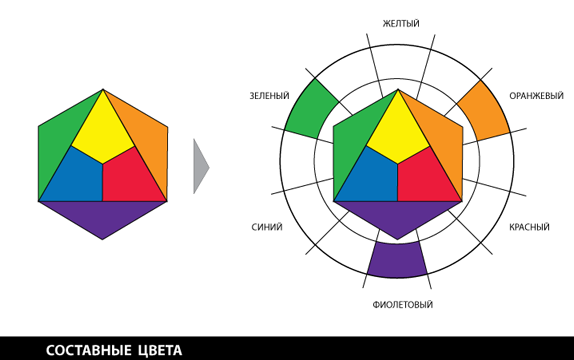 ЖЕЛТЫЙ
ЗЕЛЕНЫЙ
ОРАНЖЕВЫЙ
СИНИЙ
КРАСНЫЙ
ФИОЛЕТОВЫЙ
СОСТАВНЫЕ ЦВЕТА